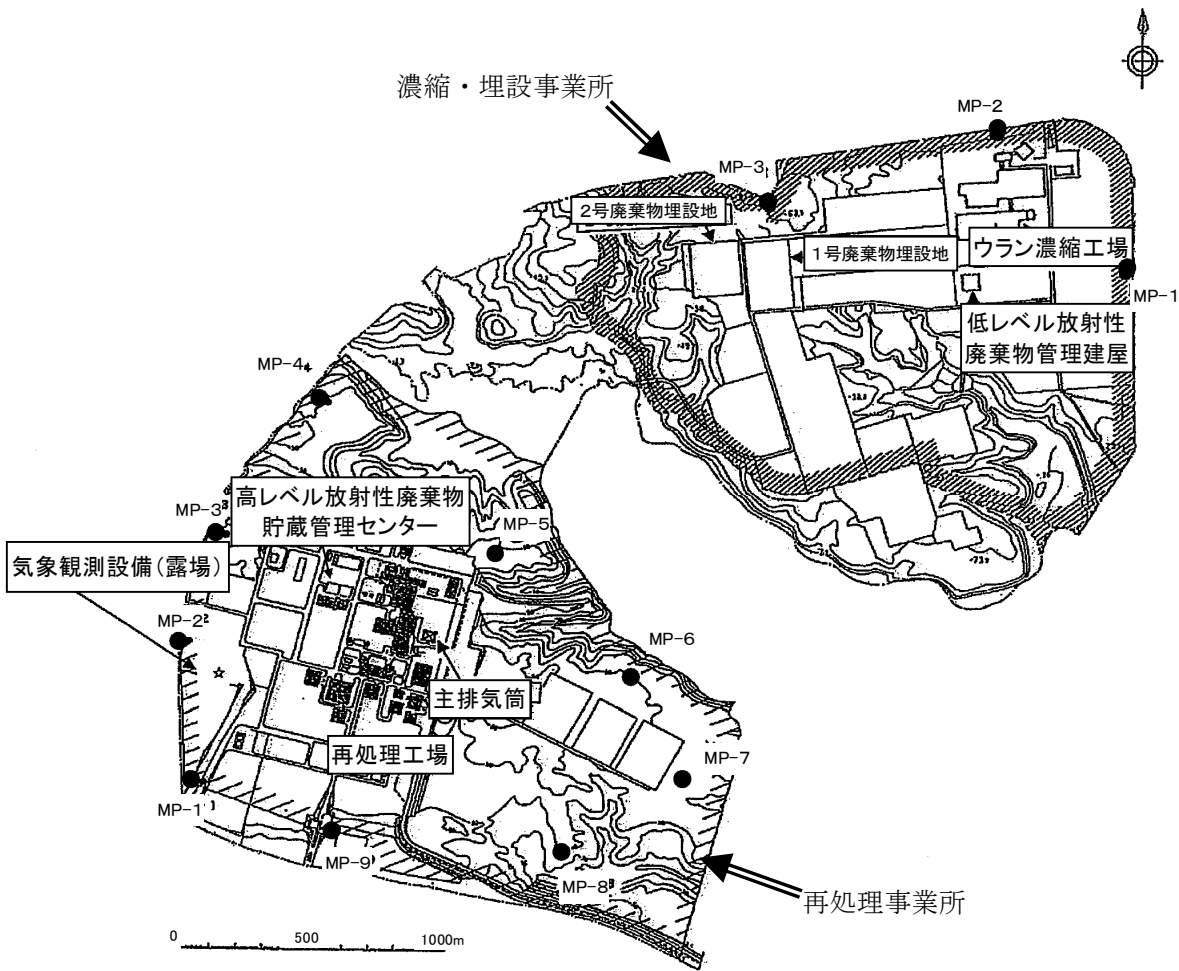 濃縮・埋設事業所
MP-2
MP-3
2号廃棄物埋設地
1号廃棄物埋設地
ウラン濃縮工場
MP-1
低レベル放射性
廃棄物管理建屋
MP-4
高レベル放射性廃棄物
貯蔵管理センター
MP-3
MP-5
気象観測設備(露場)
MP-2
MP-6
主排気筒
再処理工場
MP-7
MP-1
MP-9
MP-8
再処理事業所
0
500
1000m